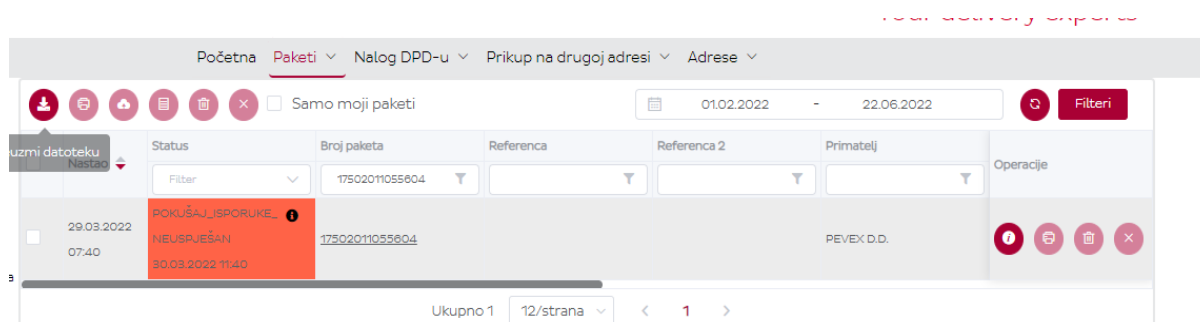 Početna Paketi Nalog DPD-u Prikup na drugoj adresi Adrese
Samo moji paketi 01.02.2022 - 22.06.2022 Filteri
datoteku
Nastao Status Broj paketa Referenca Referenca 2 Primatelj Operacije
Filter 17502011055604
29.03.2022 07:40
POKUŠAJ_ISPORUKE_
NEUSPJEŠAN
30.03.2022 11:40
17502011055604 PEVEX D.D.
Ukupno 1 12/strana 1